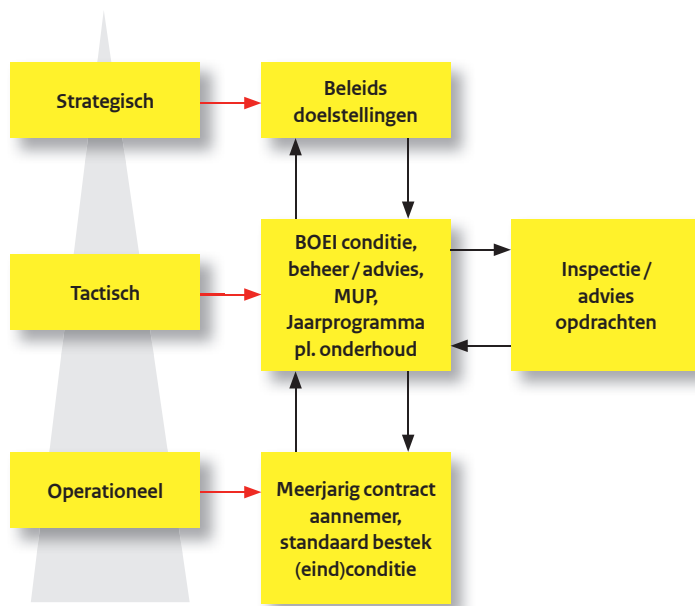 Strategisch
Beleids
doelstellingen
Tactisch
BOEI conditie,
beheer / advies,
MUP,
Jaarprogramma
pl. onderhoud
Inspectie /
advies
opdrachten
Operationeel
Meerjarig contract
aannemer,
standaard bestek
(eind)conditie